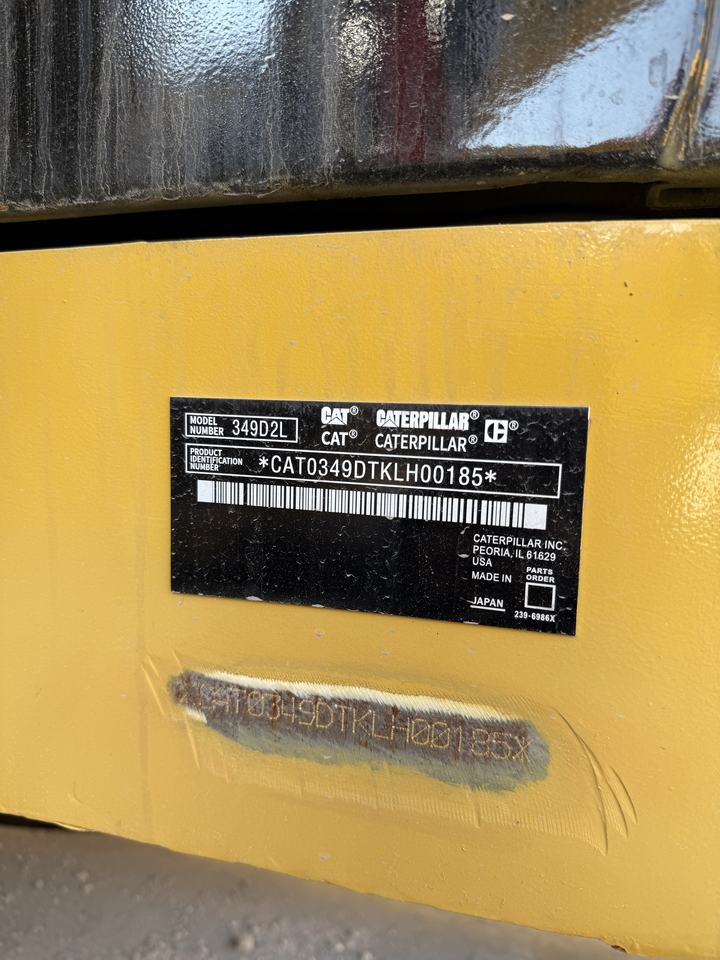 MODEL NUMBER 349D2L
CAT® CATERPILLAR® C®
CAT® CATERPILLAR®
PRODUCT IDENTIFICATION NUMBER *CAT0349DTKLH00185*
CATERPILLAR INC.
PEORIA, IL 61629
USA
MADE IN
JAPAN
PARTS ORDER
239-6986X
*CAT0349DTKLH00185*